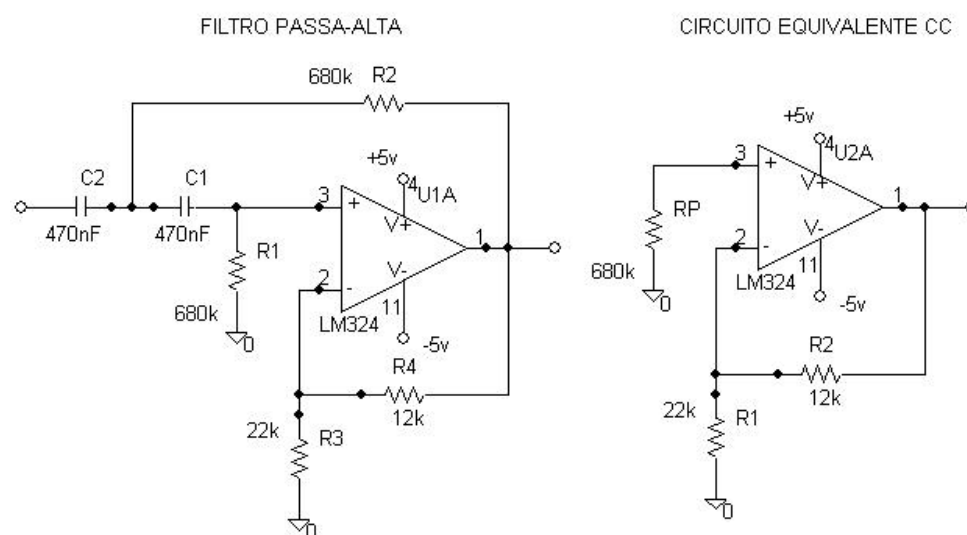 FILTRO PASSA-ALTA
680k R2
C2
C1
470nF
470nF
R1
680k
0
+5v
4
U1A
3
+
V+
1
2
-
V-
11
LM324
-5v
R4
12k
22k
R3
0
CIRCUITO EQUIVALENTE CC
+5v
4
U2A
3
+
V+
1
RP
680k
0
2
-
V-
11
LM324
-5v
R2
12k
22k
R1
0